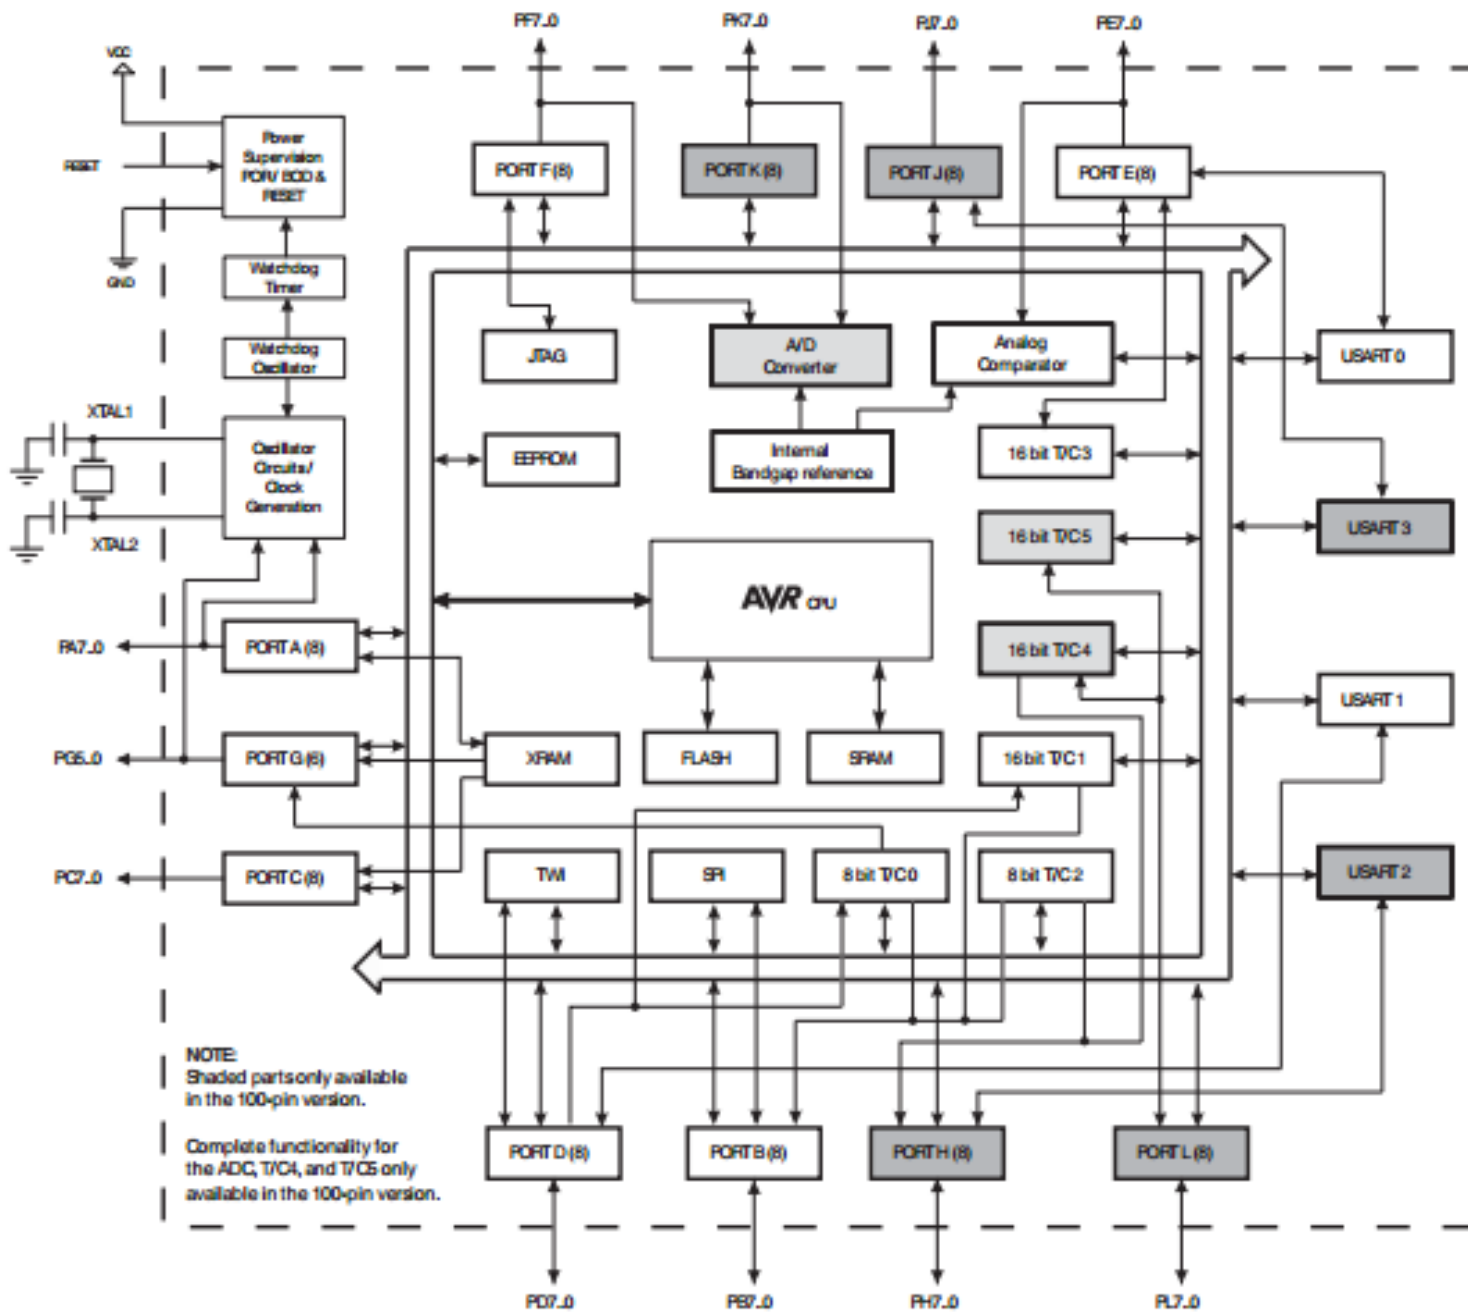 PF7..0
PK7..0
PJ7..0
PE7..0
VCC
Power
Supervision
POR / BOD &
RESET
RESET
PORT F (8)
PORT K (8)
PORT J (8)
PORT E (8)
GND
Watchdog
Timer
Watchdog
Oscillator
JTAG
A/D
Converter
Analog
Comparator
USART 0
XTAL1
Oscillator
Circuits /
Clock
Generation
XTAL2
EEPROM
Internal
Bandgap reference
16 bit T/C3
USART 3
16 bit T/C5
AVR CPU
PA7..0
PORT A (8)
16 bit T/C4
USART 1
PG5..0
PORT G (6)
XRAM
FLASH
SRAM
16 bit T/C1
PC7..0
PORT C (8)
TWI
SPI
8 bit T/C0
8 bit T/C2
USART 2
NOTE:
Shaded parts only available
in the 100-pin version.
Complete functionality for
the ADC, T/C4, and T/C5 only
available in the 100-pin version.
PORT D (8)
PORT B (8)
PORT H (8)
PORT L (8)
PD7..0
PB7..0
PH7..0
PL7..0